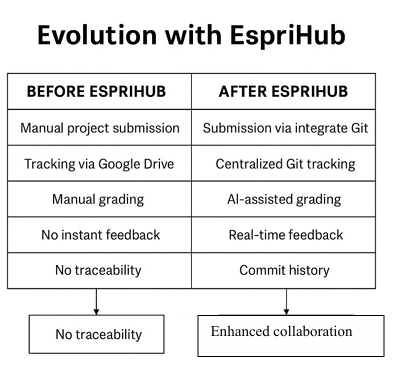 Evolution with EspriHub
BEFORE ESPRIHUB AFTER ESPRIHUB
Manual project submission Submission via integrate Git
Tracking via Google Drive Centralized Git tracking
Manual grading AI-assisted grading
No instant feedback Real-time feedback
No traceability Commit history
No traceability Enhanced collaboration